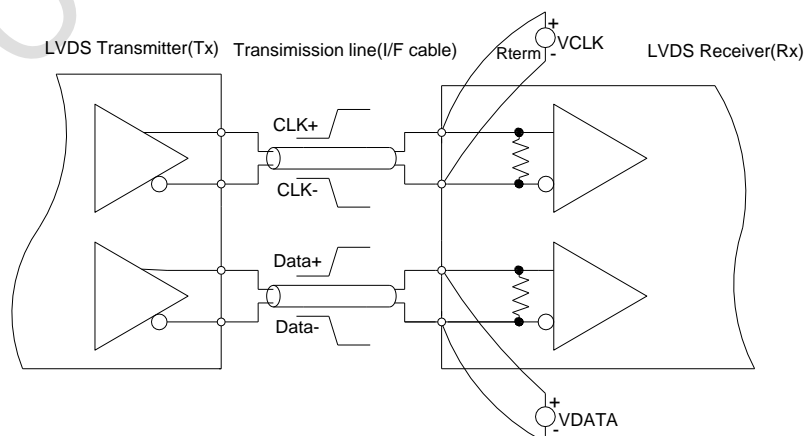 LVDS Transmitter(Tx)
Transimission line(I/F cable)
LVDS Receiver(Rx)
+
VCLK
Rterm
-
CLK+
CLK-
Data+
Data-
+
VDATA
-